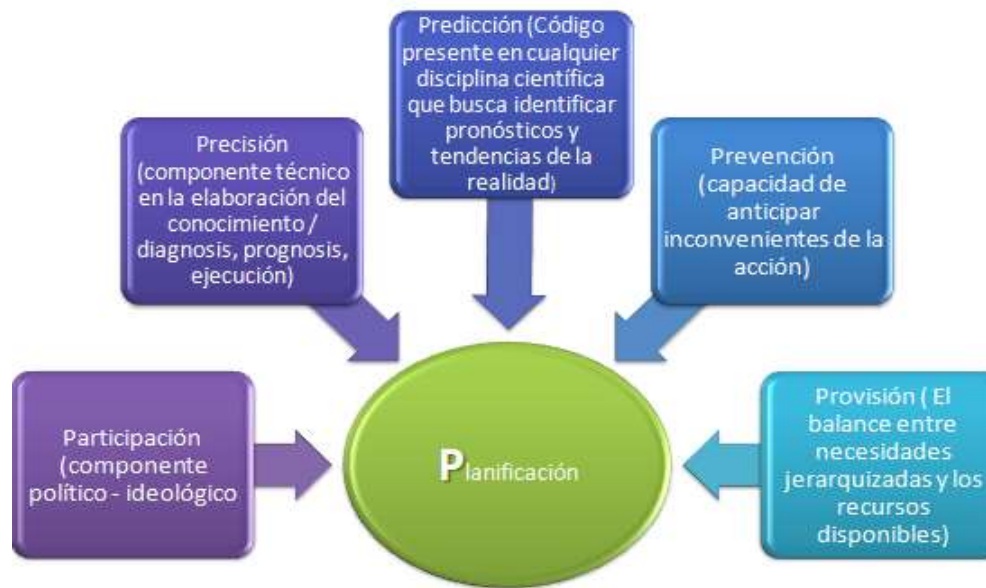 Participación
(componente
político - ideológico
Precisión
(componente técnico
en la elaboración del
conocimiento /
diagnosis, prognosis,
ejecución)
Predicción (Código
presente en cualquier
disciplina científica
que busca identificar
pronósticos y
tendencias de la
realidad)
Prevención
(capacidad de
anticipar
inconvenientes de la
acción)
Provisión ( El
balance entre
necesidades
jerarquizadas y los
recursos
disponibles)
Planificación